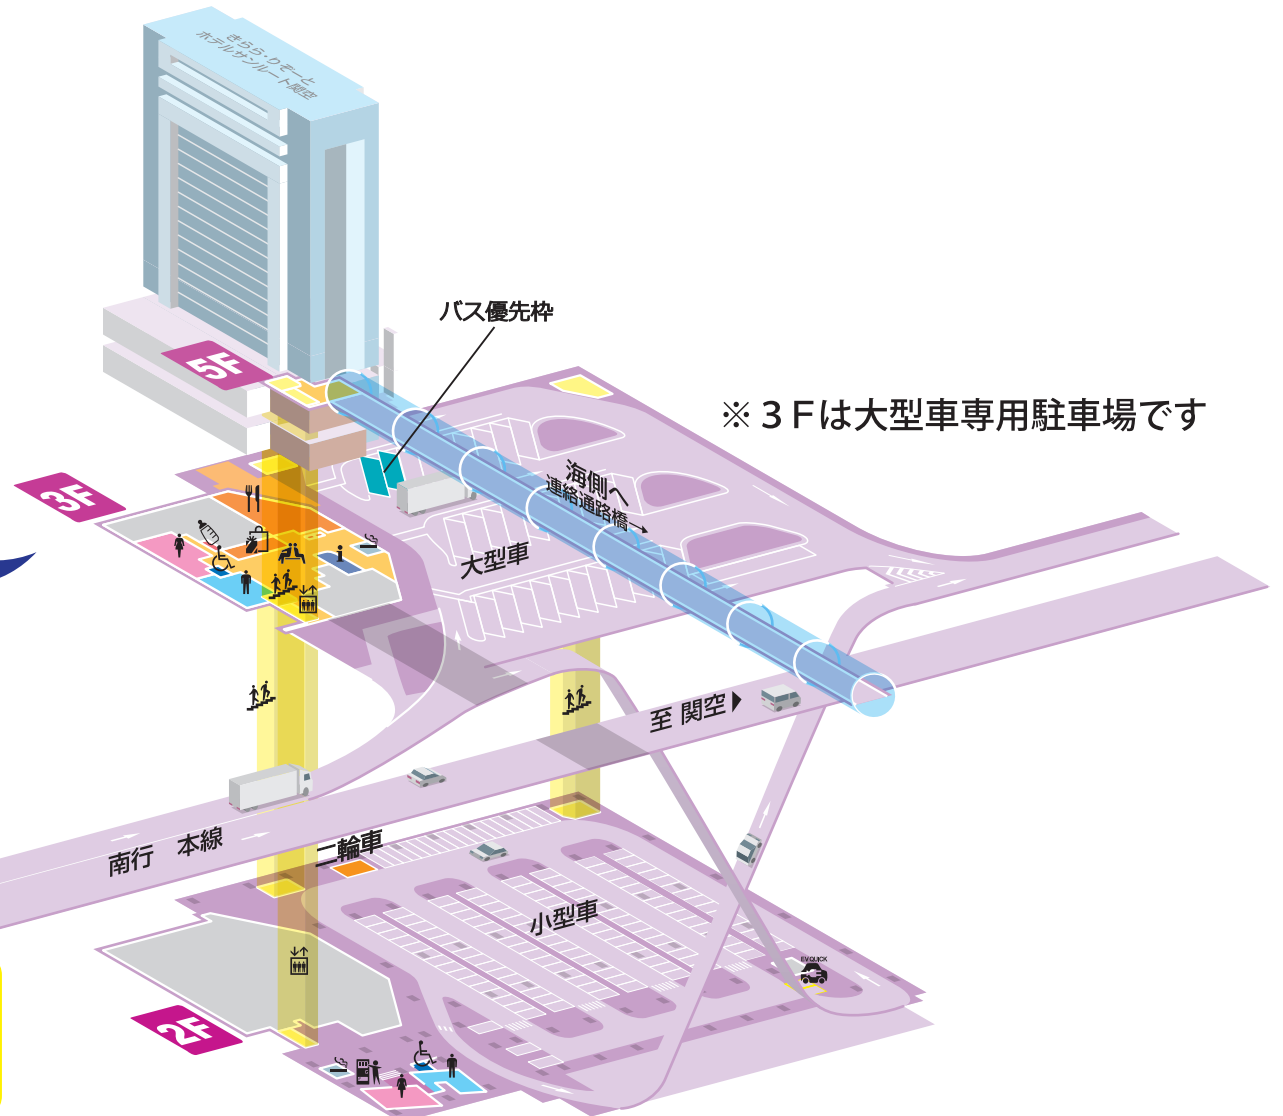 きらら・りぞーと
ホテルサンルート関空
バス優先枠
5F
※３Ｆは大型車専用駐車場です
海側へ
連絡通路橋→
3F
大型車
至 関空
南行 本線
二輪車
小型車
EV QUICK
2F